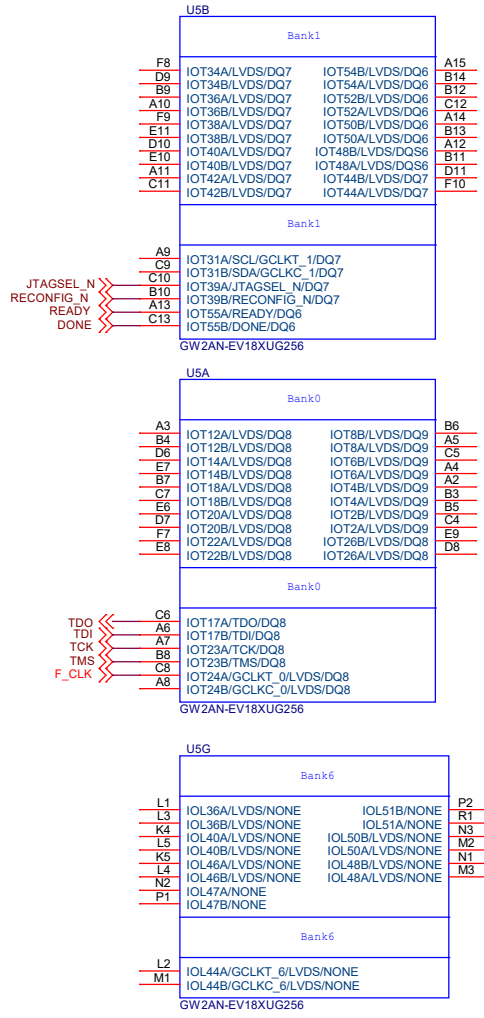 U5B
Bank1
F8 IOT34A/LVDS/DQ7 IOT54B/LVDS/DQ6 A15
D9 IOT34B/LVDS/DQ7 IOT54A/LVDS/DQ6 B14
B9 IOT36A/LVDS/DQ7 IOT52B/LVDS/DQ6 B12
A10 IOT36B/LVDS/DQ7 IOT52A/LVDS/DQ6 C12
F9 IOT38A/LVDS/DQ7 IOT50B/LVDS/DQ6 A14
E11 IOT38B/LVDS/DQ7 IOT50A/LVDS/DQ6 B13
D10 IOT40A/LVDS/DQ7 IOT48B/LVDS/DQS6 A12
E10 IOT40B/LVDS/DQ7 IOT48A/LVDS/DQS6 B11
A11 IOT42A/LVDS/DQ7 IOT44B/LVDS/DQ7 D11
C11 IOT42B/LVDS/DQ7 IOT44A/LVDS/DQ7 F10
Bank1
A9 IOT31A/SCL/GCLKT_1/DQ7
C9 IOT31B/SDA/GCLKC_1/DQ7
JTAGSEL_N C10 IOT39A/JTAGSEL_N/DQ7
RECONFIG_N B10 IOT39B/RECONFIG_N/DQ7
READY A13 IOT55A/READY/DQ6
DONE C13 IOT55B/DONE/DQ6
GW2AN-EV18XUG256
U5A
Bank0
A3 IOT12A/LVDS/DQ8 IOT8B/LVDS/DQ9 B6
B4 IOT12B/LVDS/DQ8 IOT8A/LVDS/DQ9 A5
D6 IOT14A/LVDS/DQ8 IOT6B/LVDS/DQ9 C5
E7 IOT14B/LVDS/DQ8 IOT6A/LVDS/DQ9 A4
B7 IOT18A/LVDS/DQ8 IOT4B/LVDS/DQ9 A2
C7 IOT18B/LVDS/DQ8 IOT4A/LVDS/DQ9 B3
E6 IOT20A/LVDS/DQ8 IOT2B/LVDS/DQ9 B5
D7 IOT20B/LVDS/DQ8 IOT2A/LVDS/DQ9 C4
F7 IOT22A/LVDS/DQ8 IOT26B/LVDS/DQ8 E9
E8 IOT22B/LVDS/DQ8 IOT26A/LVDS/DQ8 D8
Bank0
TDO C6 IOT17A/TDO/DQ8
TDI A6 IOT17B/TDI/DQ8
TCK A7 IOT23A/TCK/DQ8
TMS B8 IOT23B/TMS/DQ8
F_CLK C8 IOT24A/GCLKT_0/LVDS/DQ8
A8 IOT24B/GCLKC_0/LVDS/DQ8
GW2AN-EV18XUG256
U5G
Bank6
L1 IOL36A/LVDS/NONE IOL51B/NONE P2
L3 IOL36B/LVDS/NONE IOL51A/NONE R1
K4 IOL40A/LVDS/NONE IOL50B/LVDS/NONE N3
L5 IOL40B/LVDS/NONE IOL50A/LVDS/NONE M2
K5 IOL46A/LVDS/NONE IOL48B/LVDS/NONE N1
L4 IOL46B/LVDS/NONE IOL48A/LVDS/NONE M3
N2 IOL47A/NONE
P1 IOL47B/NONE
Bank6
L2 IOL44A/GCLKT_6/LVDS/NONE
M1 IOL44B/GCLKC_6/LVDS/NONE
GW2AN-EV18XUG256